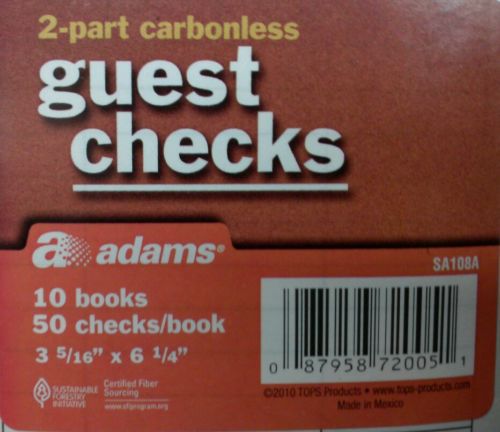 2-part carbonless
guest
checks
a adams®
SA108A
10 books
50 checks/book
3 5/16" x 6 1/4"
0 87958 72005 1
SUSTAINABLE
FORESTRY
INITIATIVE
Certified Fiber
Sourcing
www.sfiprogram.org
©2010 TOPS Products • www.tops-products.com
Made in Mexico